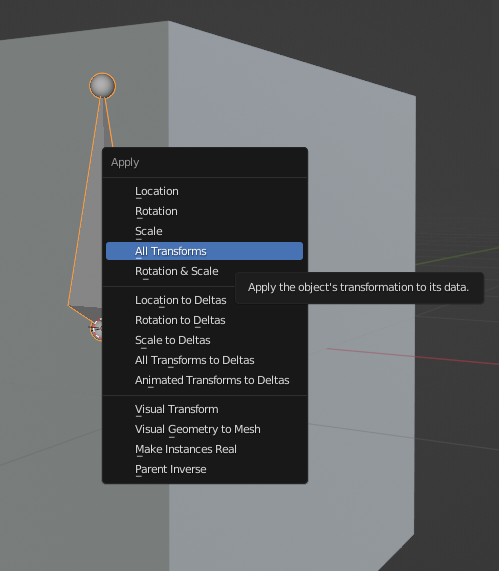 Apply
Location
Rotation
Scale
All Transforms
Rotation & Scale
Apply the object's transformation to its data.
Location to Deltas
Rotation to Deltas
Scale to Deltas
All Transforms to Deltas
Animated Transforms to Deltas
Visual Transform
Visual Geometry to Mesh
Make Instances Real
Parent Inverse